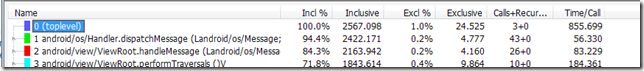 Name Incl % Inclusive Excl % Exclusive Calls+Recur... Time/Call
0 (toplevel) 100.0% 2567.098 1.0% 24.525 3+0 855.699
1 android/os/Handler.dispatchMessage (Landroid/os/Message; 94.4% 2422.171 0.2% 4.777 43+0 56.330
2 android/view/ViewRoot.handleMessage (Landroid/os/Message; 84.3% 2163.942 0.2% 4.160 26+0 83.229
3 android/view/ViewRoot.performTraversals ()V 71.8% 1843.614 0.4% 9.864 10+0 184.361